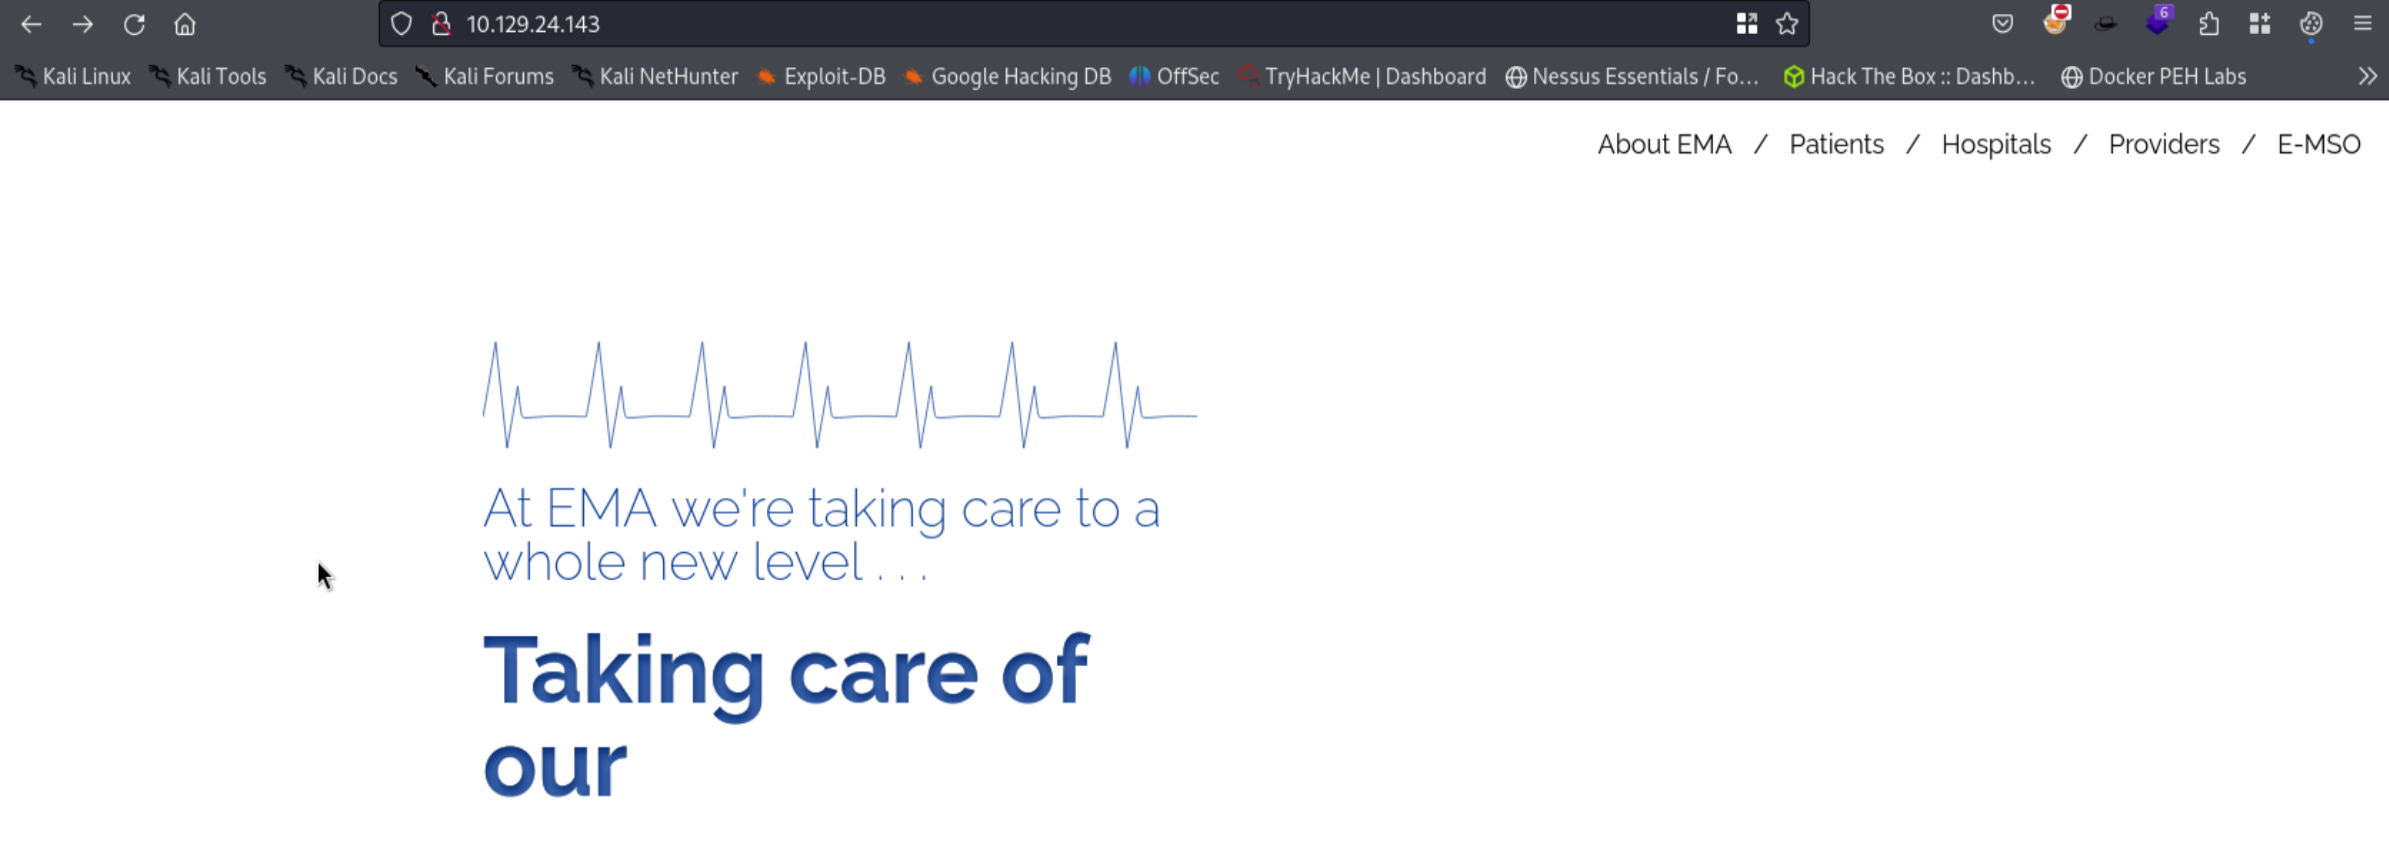 10.129.24.143
6
Kali Linux Kali Tools Kali Docs Kali Forums Kali NetHunter Exploit-DB Google Hacking DB OffSec TryHackMe | Dashboard Nessus Essentials / Fo... Hack The Box :: Dashb... Docker PEH Labs
About EMA / Patients / Hospitals / Providers / E-MSO
At EMA we're taking care to a
whole new level . . .
Taking care of
our